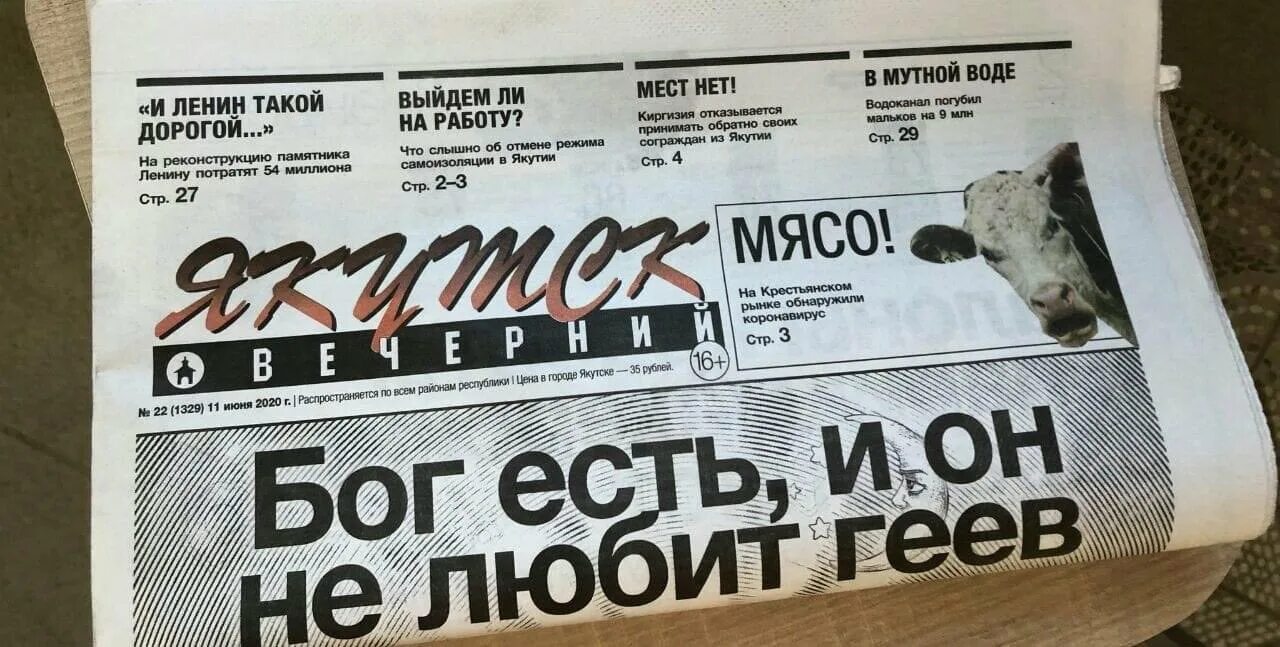 «И ЛЕНИН ТАКОЙ
ДОРОГОЙ...»
На реконструкцию памятника
Ленину потратят 54 миллиона
Стр. 27
ВЫЙДЕМ ЛИ
НА РАБОТУ?
Что слышно об отмене режима
самоизоляции в Якутии
Стр. 2–3
МЕСТ НЕТ!
Киргизия отказывается
принимать обратно своих
сограждан из Якутии
Стр. 4
В МУТНОЙ ВОДЕ
Водоканал погубил
мальков на 9 млн
Стр. 29
ЯКУТСК
ВЕЧЕРНИЙ
16+
МЯСО!
На Крестьянском
рынке обнаружили
коронавирус
Стр. 3
№ 22 (1329) 11 июня 2020 г. | Распространяется по всем районам республики | Цена в городе Якутске — 35 рублей.
Бог есть, и он
не любит геев